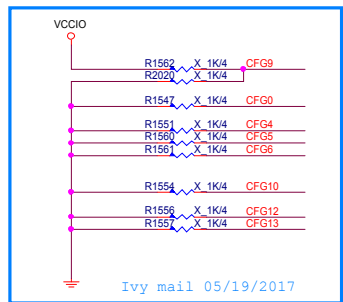 VCCIO
R1562 X_1K/4 CFG9
R2020 X_1K/4
R1547 X_1K/4 CFG0
R1551 X_1K/4 CFG4
R1560 X_1K/4 CFG5
R1561 X_1K/4 CFG6
R1554 X_1K/4 CFG10
R1556 X_1K/4 CFG12
R1557 X_1K/4 CFG13
Ivy mail 05/19/2017